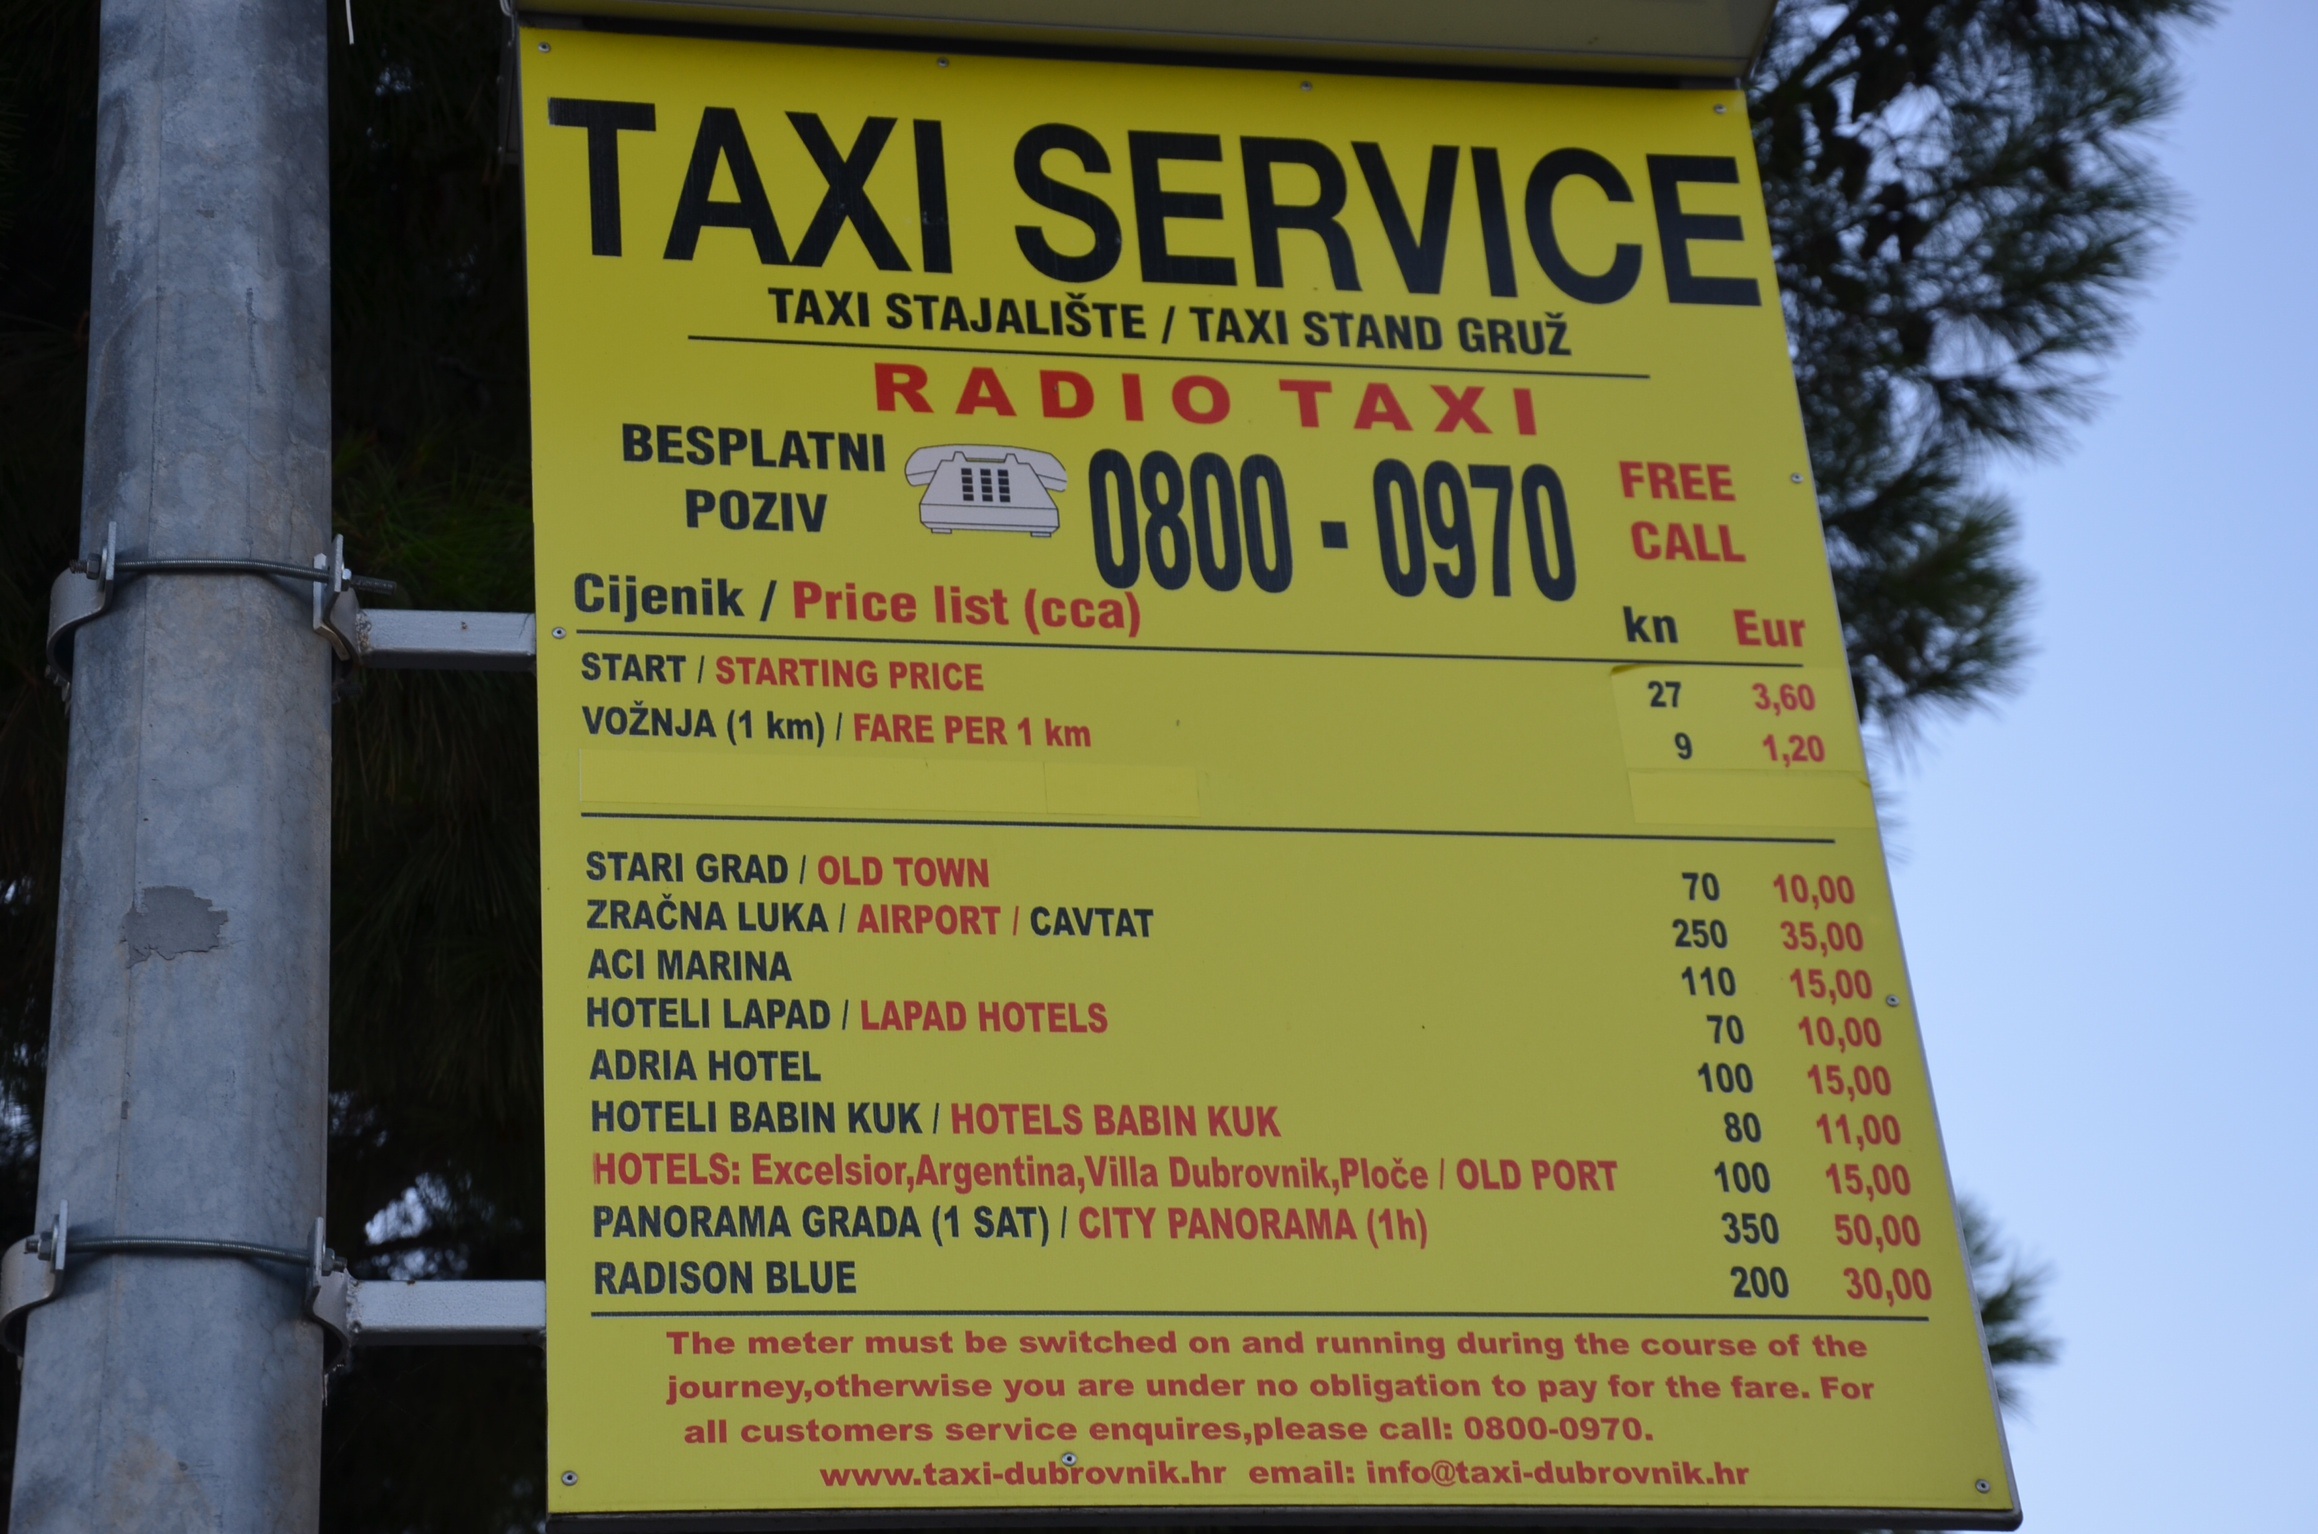 TAXI SERVICE
TAXI STAJALIŠTE / TAXI STAND GRUŽ
RADIO TAXI
BESPLATNI POZIV 0800 - 0970 FREE CALL
Cijenik / Price list (cca) kn Eur
START / STARTING PRICE 27 3,60
VOŽNJA (1 km) / FARE PER 1 km 9 1,20
STARI GRAD / OLD TOWN 70 10,00
ZRAČNA LUKA / AIRPORT / CAVTAT 250 35,00
ACI MARINA 110 15,00
HOTELI LAPAD / LAPAD HOTELS 70 10,00
ADRIA HOTEL 100 15,00
HOTELI BABIN KUK / HOTELS BABIN KUK 80 11,00
HOTELS: Excelsior,Argentina,Villa Dubrovnik,Ploče / OLD PORT 100 15,00
PANORAMA GRADA (1 SAT) / CITY PANORAMA (1h) 350 50,00
RADISON BLUE 200 30,00
The meter must be switched on and running during the course of the
journey,otherwise you are under no obligation to pay for the fare. For
all customers service enquires,please call: 0800-0970.
www.taxi-dubrovnik.hr email: info@taxi-dubrovnik.hr